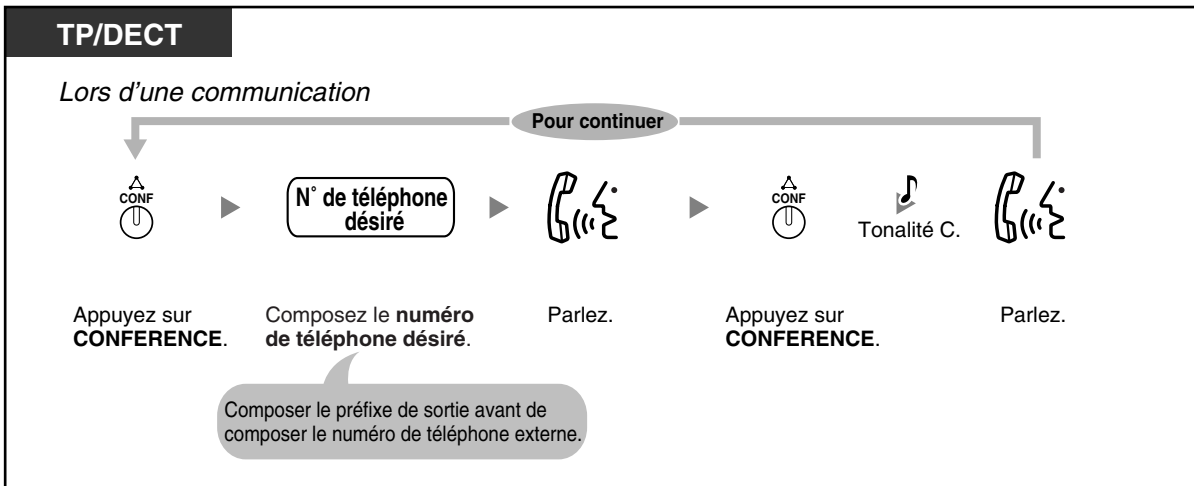 TP/DECT
Lors d'une communication
Pour continuer
CONF
N° de téléphone
désiré
CONF
Tonalité C.
Appuyez sur
CONFERENCE.
Composez le numéro
de téléphone désiré.
Parlez.
Appuyez sur
CONFERENCE.
Parlez.
Composer le préfixe de sortie avant de
composer le numéro de téléphone externe.